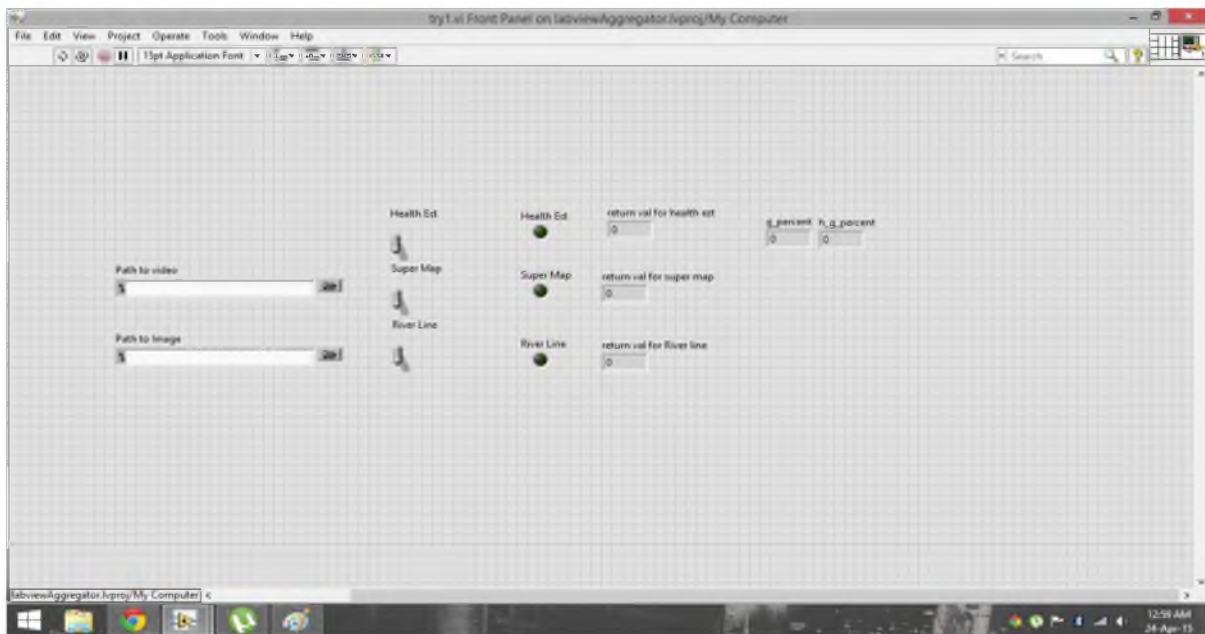 try1.vi Front Panel on labviewAggregator.lvproj/My Computer
File Edit View Project Operate Tools Window Help
15pt Application Font
Search
Health Est
Health Est
return val for health est
0
g_percent h_g_percent
0 0
Path to video
Super Map
Super Map
return val for super map
0
Path to Image
River Line
River Line
return val for River line
0
labviewAggregator.lvproj/My Computer
12:59 AM
24-Apr-15